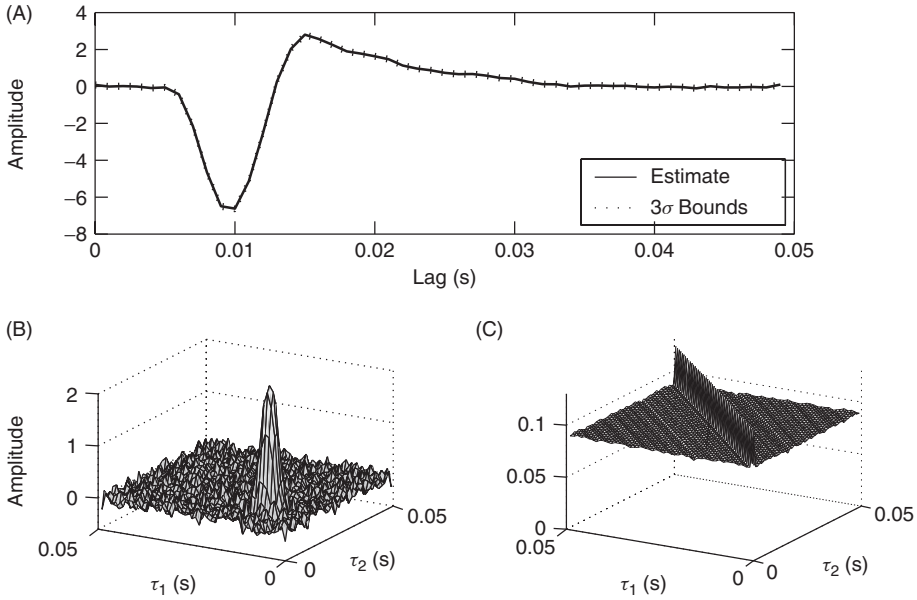 (A)
4
2
0
−2
−4
−6
−8
Amplitude
0
0.01
0.02
0.03
0.04
0.05
Lag (s)
Estimate
3σ Bounds
(B)
2
1
0
Amplitude
0.05
τ1 (s)
0
0
τ2 (s)
0.05
(C)
0.1
0.05
0
0.05
τ1 (s)
0
0
τ2 (s)
0.05